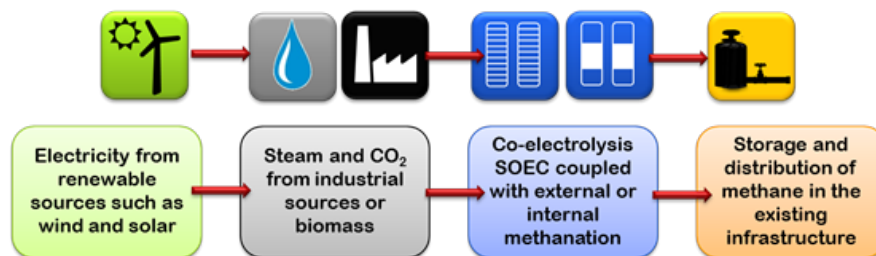 Electricity from
renewable
sources such as
wind and solar
Steam and CO₂
from industrial
sources or
biomass
Co-electrolysis
SOEC coupled
with external or
internal
methanation
Storage and
distribution of
methane in the
existing
infrastructure